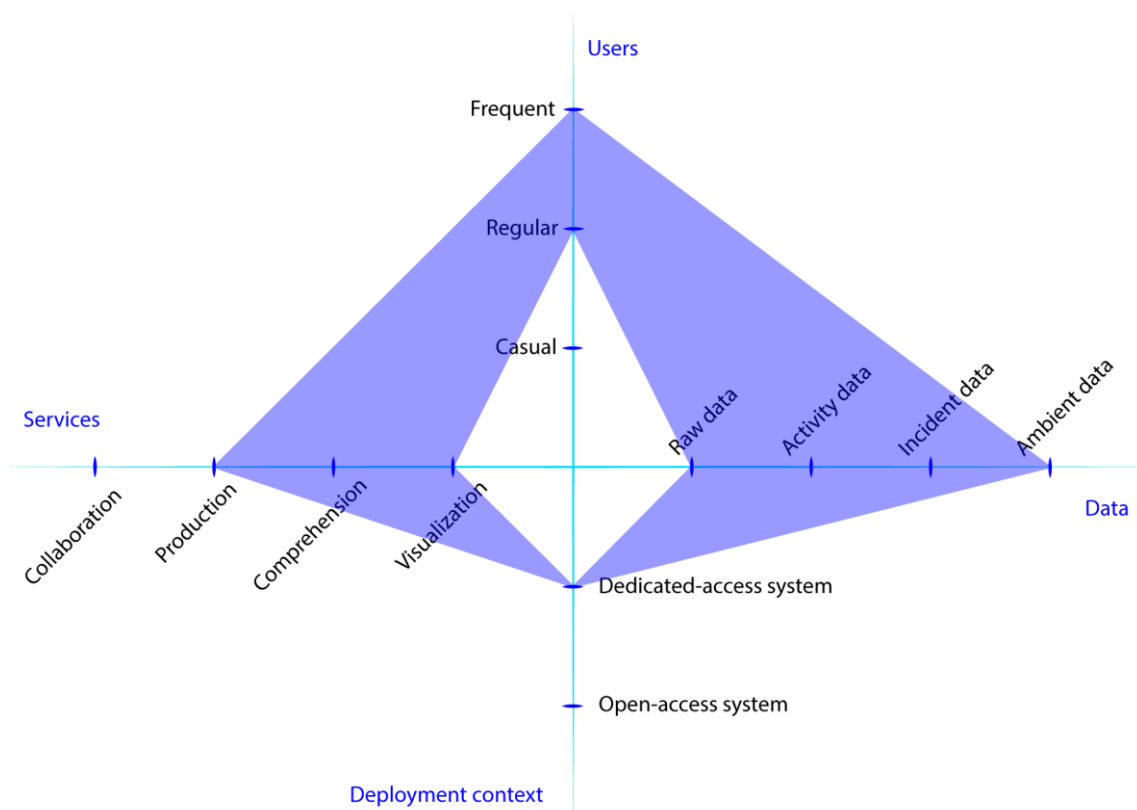 Users
Frequent
Regular
Casual
Services
Raw data
Activity data
Incident data
Ambient data
Collaboration
Production
Comprehension
Visualization
Data
Dedicated-access system
Open-access system
Deployment context